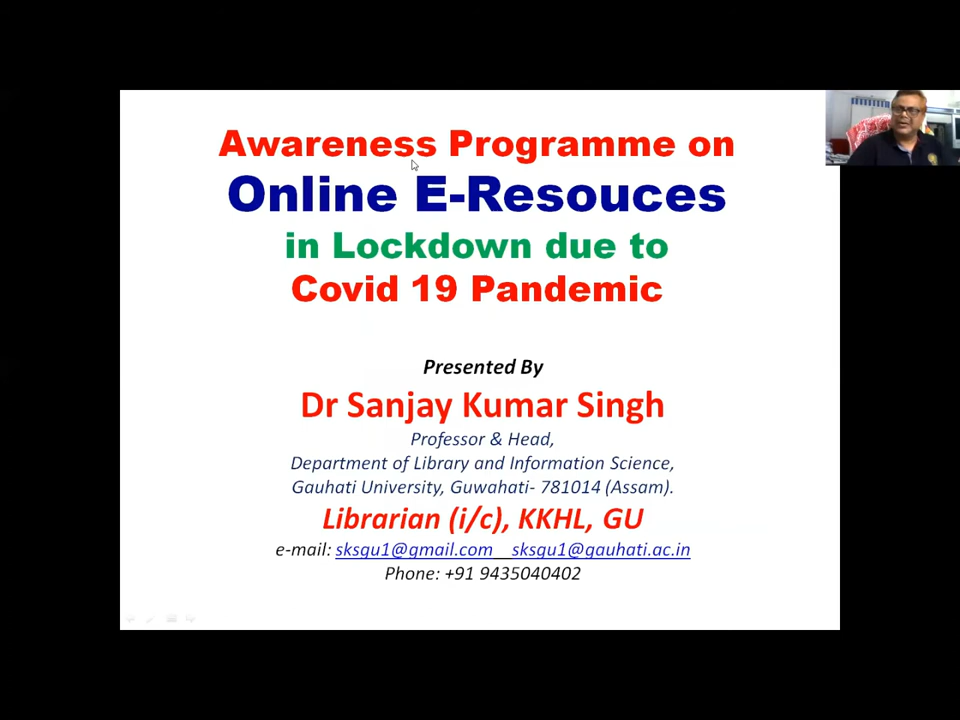 Awareness Programme on
Online E-Resouces
in Lockdown due to
Covid 19 Pandemic
Presented By
Dr Sanjay Kumar Singh
Professor & Head,
Department of Library and Information Science,
Gauhati University, Guwahati- 781014 (Assam).
Librarian (i/c), KKHL, GU
e-mail: sksgu1@gmail.com sksgu1@gauhati.ac.in
Phone: +91 9435040402